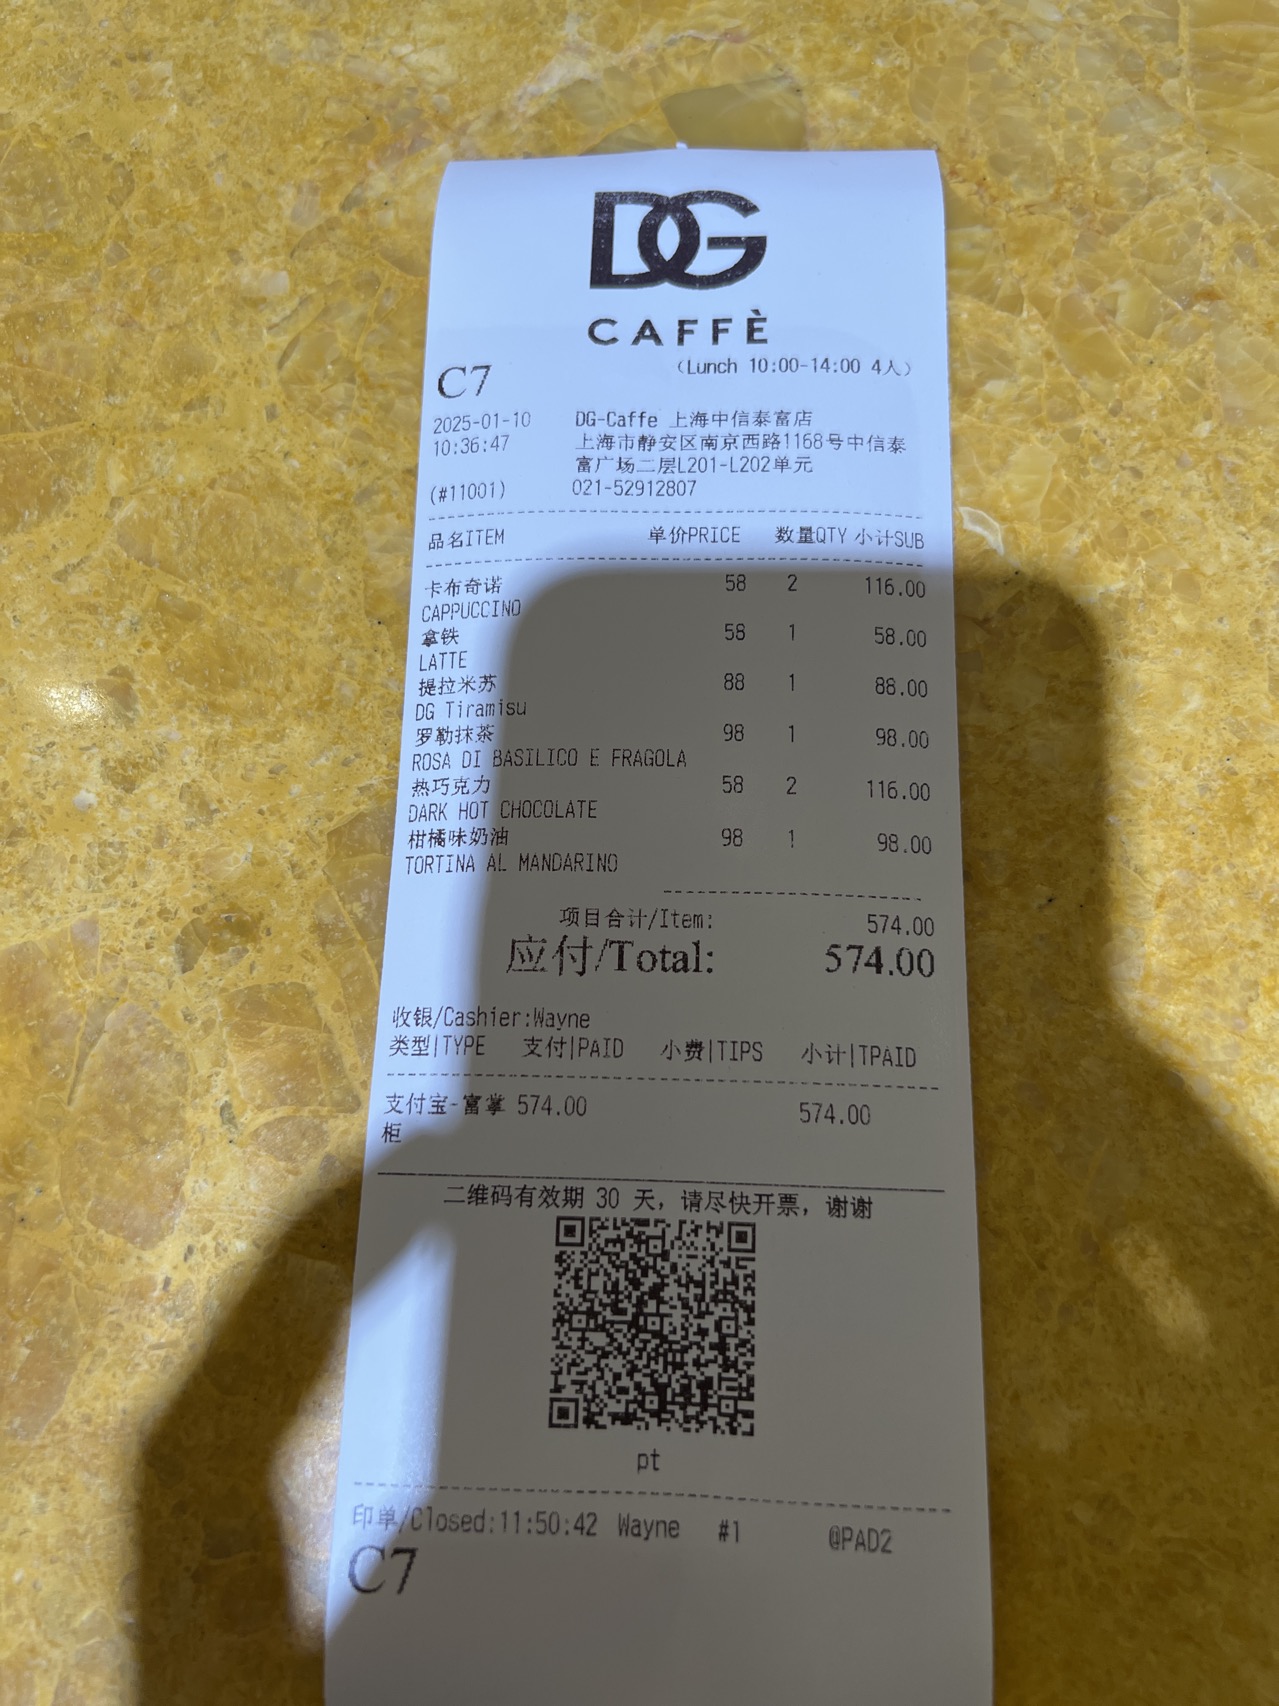 DG
CAFFÈ
C7 （Lunch 10:00-14:00 4人）
2025-01-10 DG-Caffe 上海中信泰富店
10:36:47 上海市静安区南京西路1168号中信泰
富广场二层L201-L202单元
(#11001) 021-52912807
品名ITEM 单价PRICE 数量QTY 小计SUB
卡布奇诺 58 2 116.00
CAPPUCCINO
拿铁 58 1 58.00
LATTE
提拉米苏 88 1 88.00
DG Tiramisu
罗勒抹茶 98 1 98.00
ROSA DI BASILICO E FRAGOLA
热巧克力 58 2 116.00
DARK HOT CHOCOLATE
柑橘味奶油 98 1 98.00
TORTINA AL MANDARINO
项目合计/Item: 574.00
应付/Total: 574.00
收银/Cashier:Wayne
类型|TYPE 支付|PAID 小费|TIPS 小计|TPAID
支付宝-富掌 574.00 574.00
柜
二维码有效期 30 天，请尽快开票，谢谢
pt
印单/Closed:11:50:42 Wayne #1 @PAD2
C7